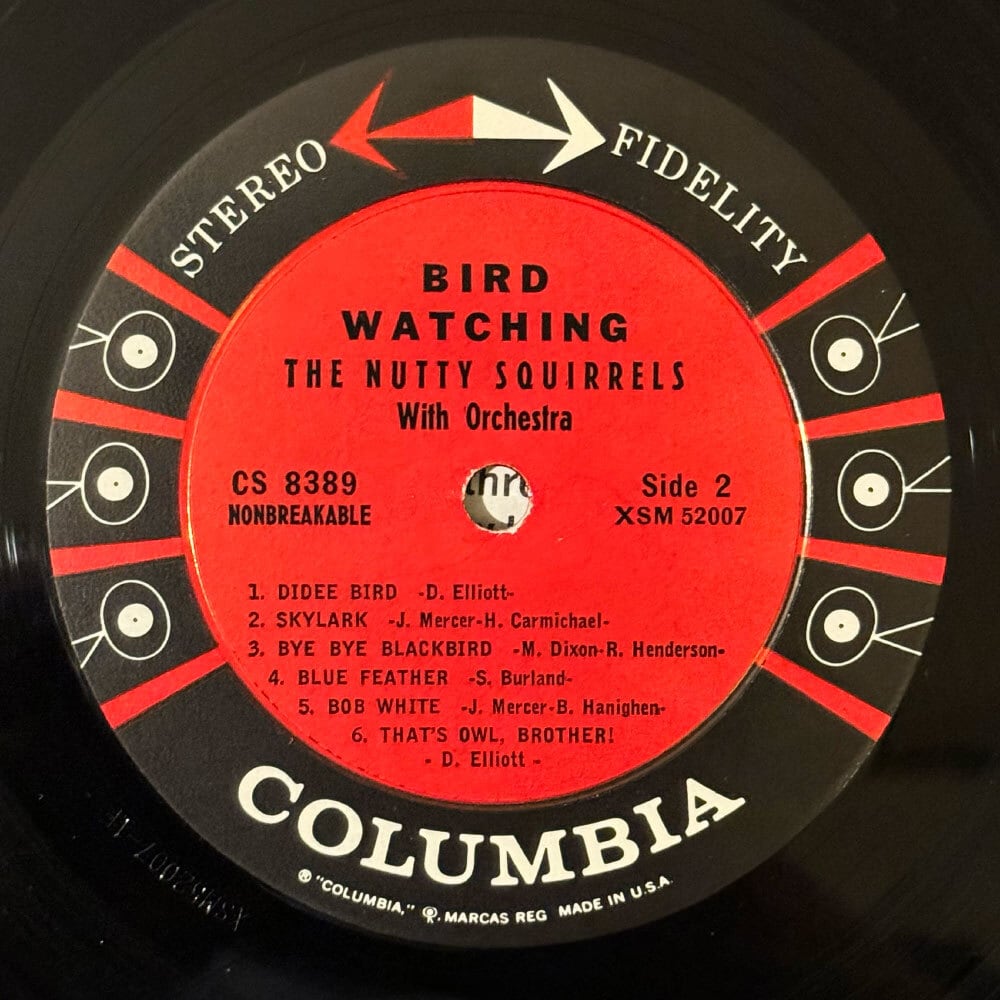 STEREO FIDELITY
BIRD
WATCHING
THE NUTTY SQUIRRELS
With Orchestra
CS 8389
NONBREAKABLE
Side 2
XSM 52007
1. DIDEE BIRD -D. Elliott-
2. SKYLARK -J. Mercer-H. Carmichael-
3. BYE BYE BLACKBIRD -M. Dixon-R. Henderson-
4. BLUE FEATHER -S. Burland-
5. BOB WHITE -J. Mercer-B. Hanighen-
6. THAT'S OWL, BROTHER!
- D. Elliott -
COLUMBIA
® "COLUMBIA," ®. MARCAS REG MADE IN U.S.A.